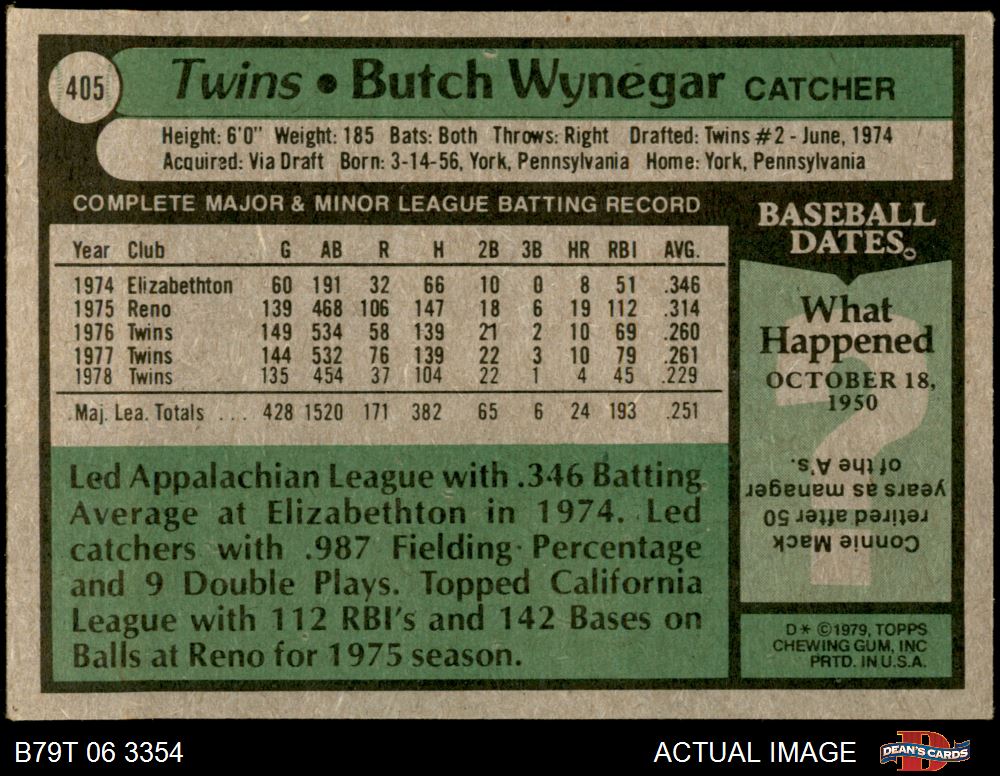 405
Twins • Butch Wynegar CATCHER
Height: 6'0" Weight: 185 Bats: Both Throws: Right Drafted: Twins #2 - June, 1974
Acquired: Via Draft Born: 3-14-56, York, Pennsylvania Home: York, Pennsylvania
COMPLETE MAJOR & MINOR LEAGUE BATTING RECORD
Year Club G AB R H 2B 3B HR RBI AVG.
1974 Elizabethton 60 191 32 66 10 0 8 51 .346
1975 Reno 139 468 106 147 18 6 19 112 .314
1976 Twins 149 534 58 139 21 2 10 69 .260
1977 Twins 144 532 76 139 22 3 10 79 .261
1978 Twins 135 454 37 104 22 1 4 45 .229
Maj. Lea. Totals ... 428 1520 171 382 65 6 24 193 .251
Led Appalachian League with .346 Batting
Average at Elizabethton in 1974. Led
catchers with .987 Fielding Percentage
and 9 Double Plays. Topped California
League with 112 RBI's and 142 Bases on
Balls at Reno for 1975 season.
BASEBALL
DATES
What
Happened
OCTOBER 18,
1950
?
Connie Mack
retired after 50
years as manager
of the A's.
D* ©1979, TOPPS
CHEWING GUM, INC
PRTD. IN U.S.A.
B79T 06 3354
ACTUAL IMAGE
D
DEAN'S CARDS